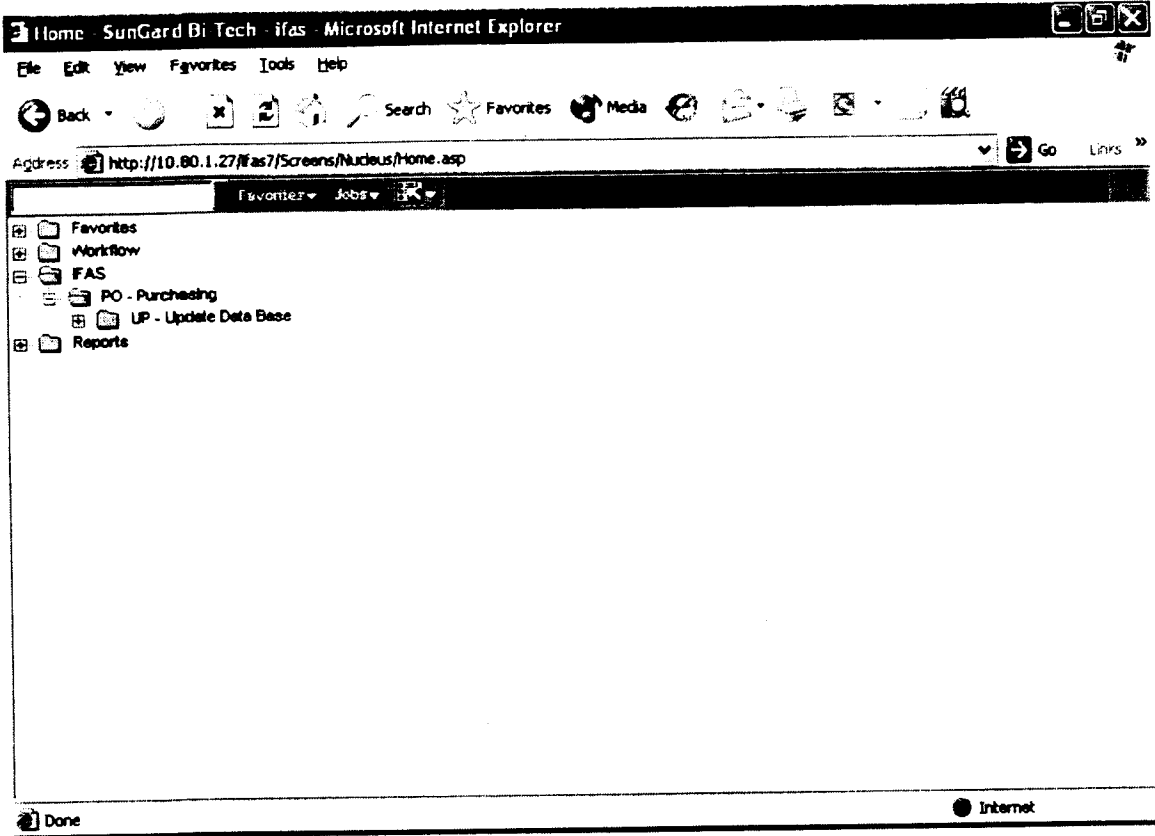 Home - SunGard Bi Tech - ifas - Microsoft Internet Explorer
File Edit View Favorites Tools Help
Back Search Favorites Media
Address http://10.80.1.27/ifas7/Screens/Nucleus/Home.asp Go Links »
Favorites Jobs
Favorites
Workflow
IFAS
PO - Purchasing
UP - Update Data Base
Reports
Done Internet